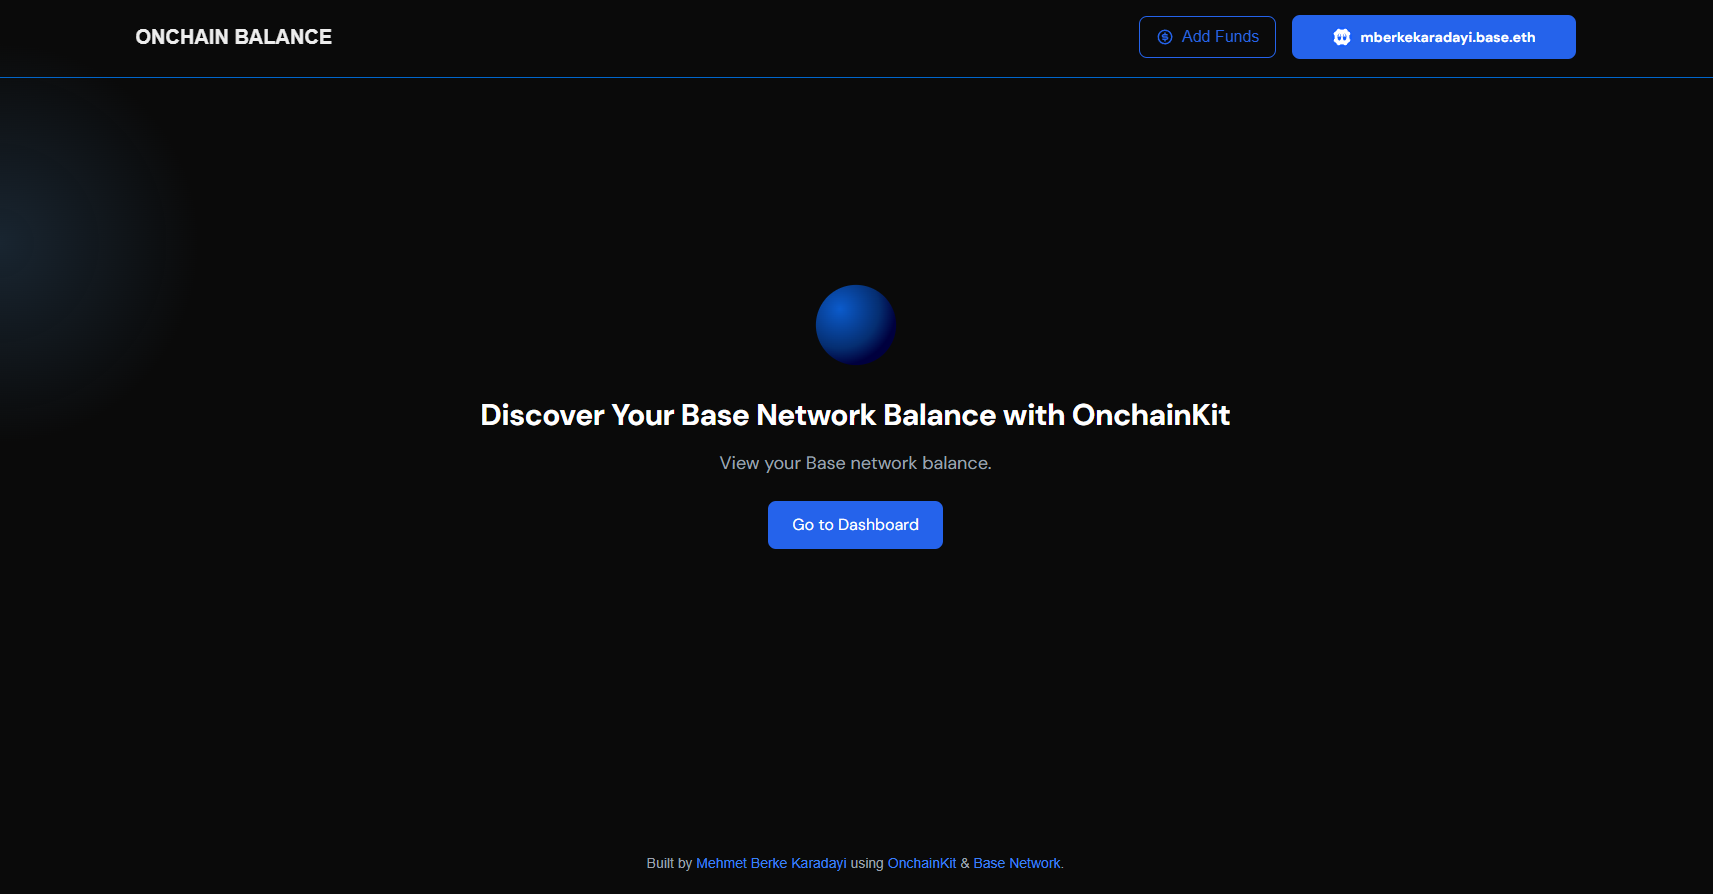 ONCHAIN BALANCE
Add Funds
mberkekaradayi.base.eth
Discover Your Base Network Balance with OnchainKit
View your Base network balance.
Go to Dashboard
Built by Mehmet Berke Karadayi using OnchainKit & Base Network.